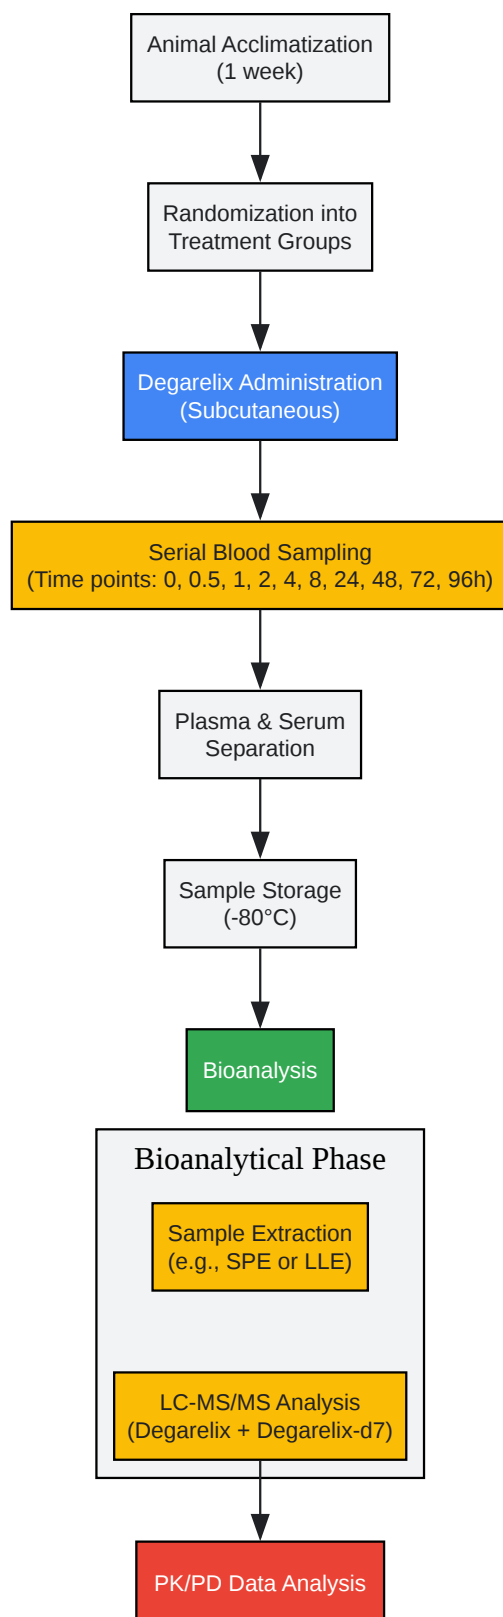 Animal Acclimatization
(1 week)
Randomization into
Treatment Groups
Degarelix Administration
(Subcutaneous)
Serial Blood Sampling
(Time points: 0, 0.5, 1, 2, 4, 8, 24, 48, 72, 96h)
Plasma & Serum
Separation
Sample Storage
(-80°C)
Bioanalysis
Bioanalytical Phase
Sample Extraction
(e.g., SPE or LLE)
LC-MS/MS Analysis
(Degarelix + Degarelix-d7)
PK/PD Data Analysis